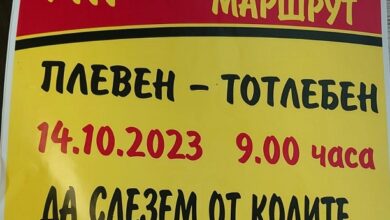 МАРШРУТ
ПЛЕВЕН – ТОТЛЕБЕН
14.10.2023 9.00 часа
ДА СЛЕЗЕМ ОТ КОЛИТЕ